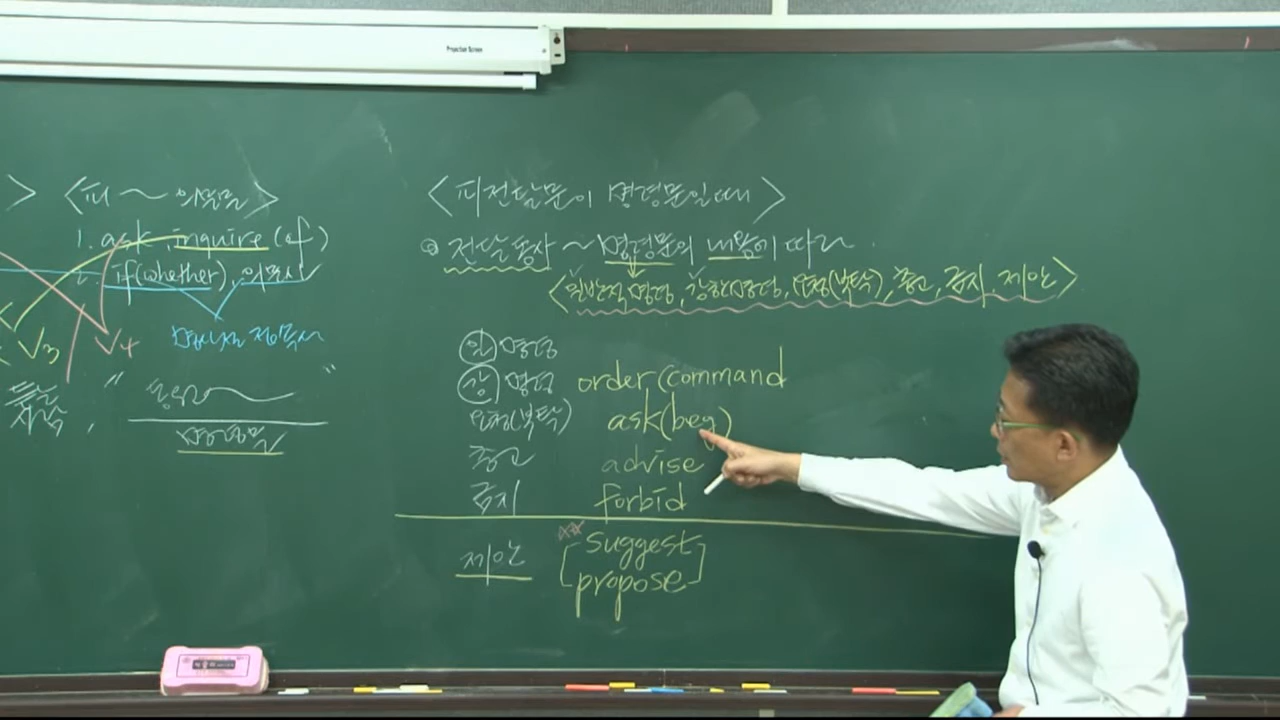 Projection Screen
> <피 ~ 의문문>
1. ask, inquire (of)
2. if(whether), 의문사
√3 √4
" "
<피전달문이 명령문일때>
@ 전달동사 ~ 명령문의 내용에 따라.
<일반적명령, 강한명령, 요청(부탁), 충고, 금지, 제안>
일 명령
강 명령 order (command
요청(부탁) ask(beg)
충고 advise
금지 forbid
제안 [suggest
propose]